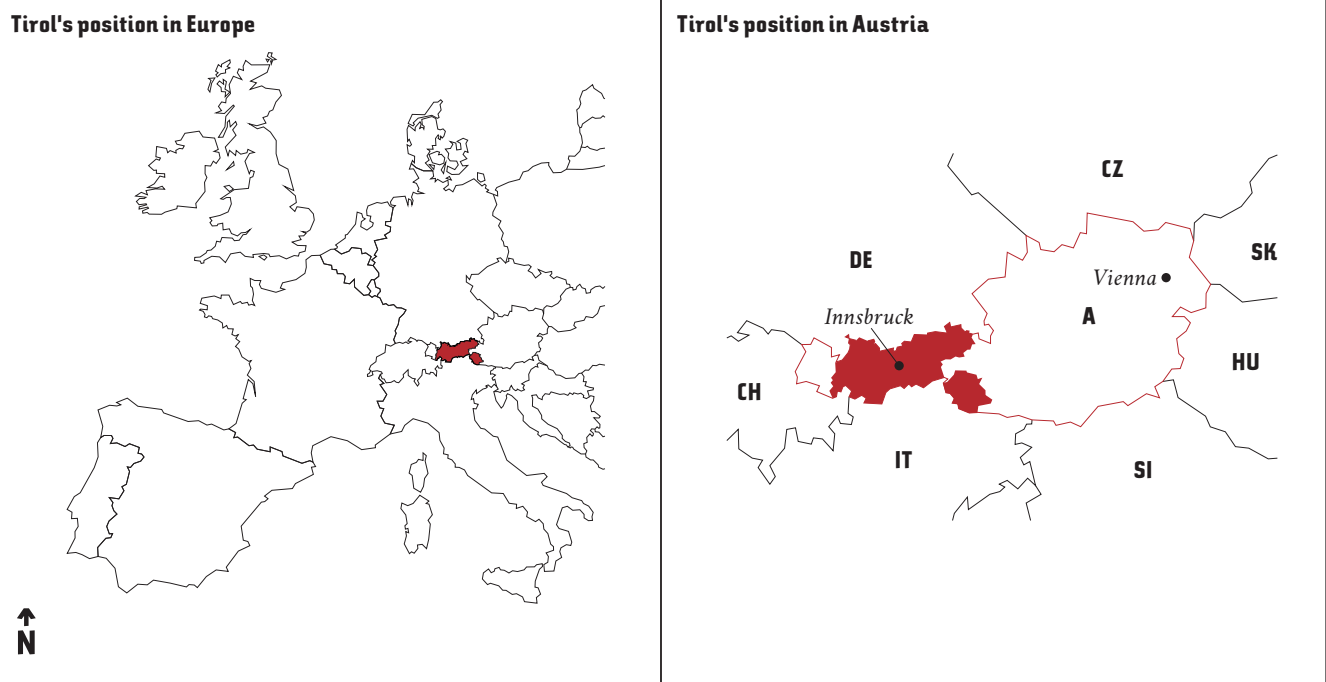 Tirol's position in Europe
N
Tirol's position in Austria
CZ
DE
SK
Vienna
Innsbruck
A
HU
CH
IT
SI